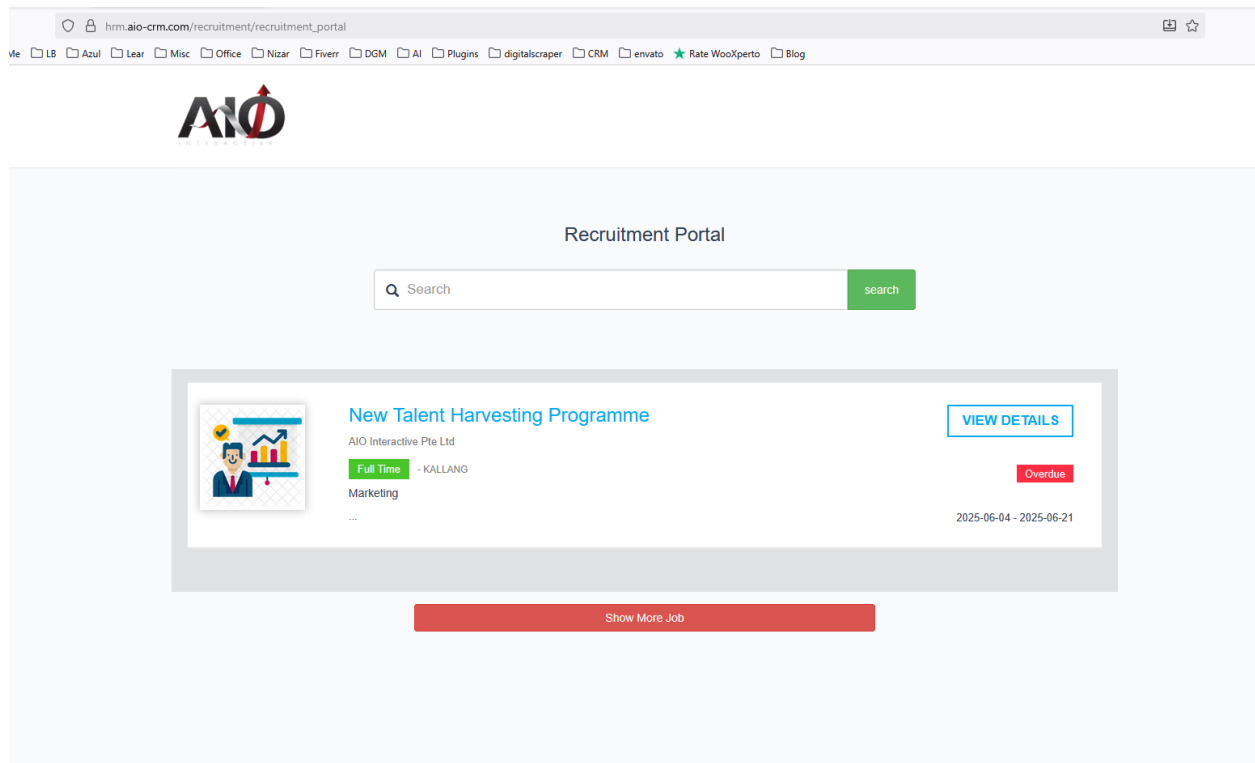 hrm.aio-crm.com/recruitment/recruitment_portal
Me LB Azul Lear Misc Office Nizar Fiverr DGM AI Plugins digitalscraper CRM envato Rate WooXperto Blog
AIO
INTERACTIVE
Recruitment Portal
Search search
New Talent Harvesting Programme
VIEW DETAILS
AIO Interactive Pte Ltd
Full Time - KALLANG
Overdue
Marketing
...
2025-06-04 - 2025-06-21
Show More Job